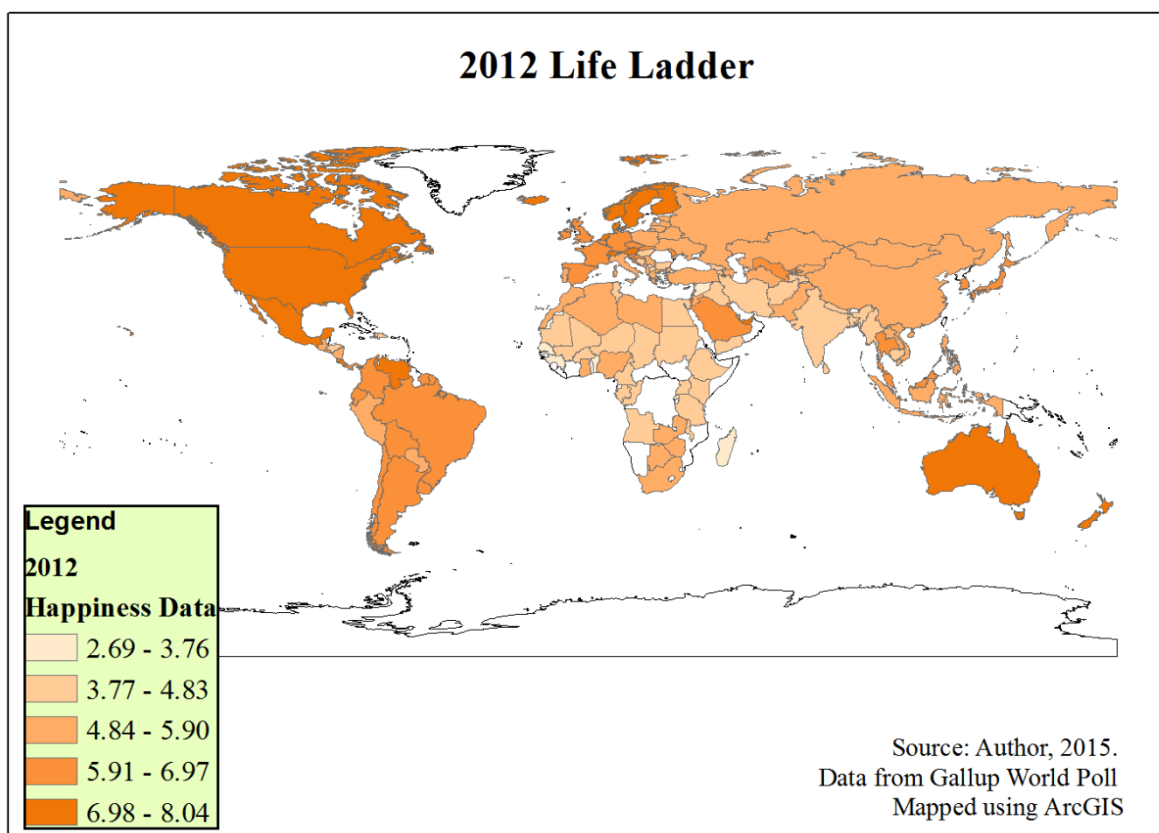 2012 Life Ladder
Legend
2012
Happiness Data
2.69 - 3.76
3.77 - 4.83
4.84 - 5.90
5.91 - 6.97
6.98 - 8.04
Source: Author, 2015.
Data from Gallup World Poll
Mapped using ArcGIS